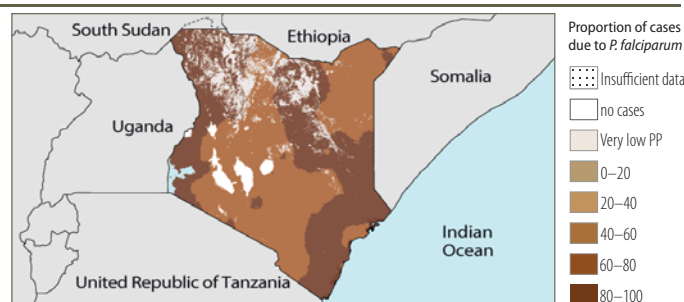 South Sudan
Ethiopia
Somalia
Uganda
Indian
Ocean
United Republic of Tanzania
Proportion of cases
due to P. falciparum
Insufficient data
no cases
Very low PP
0–20
20–40
40–60
60–80
80–100